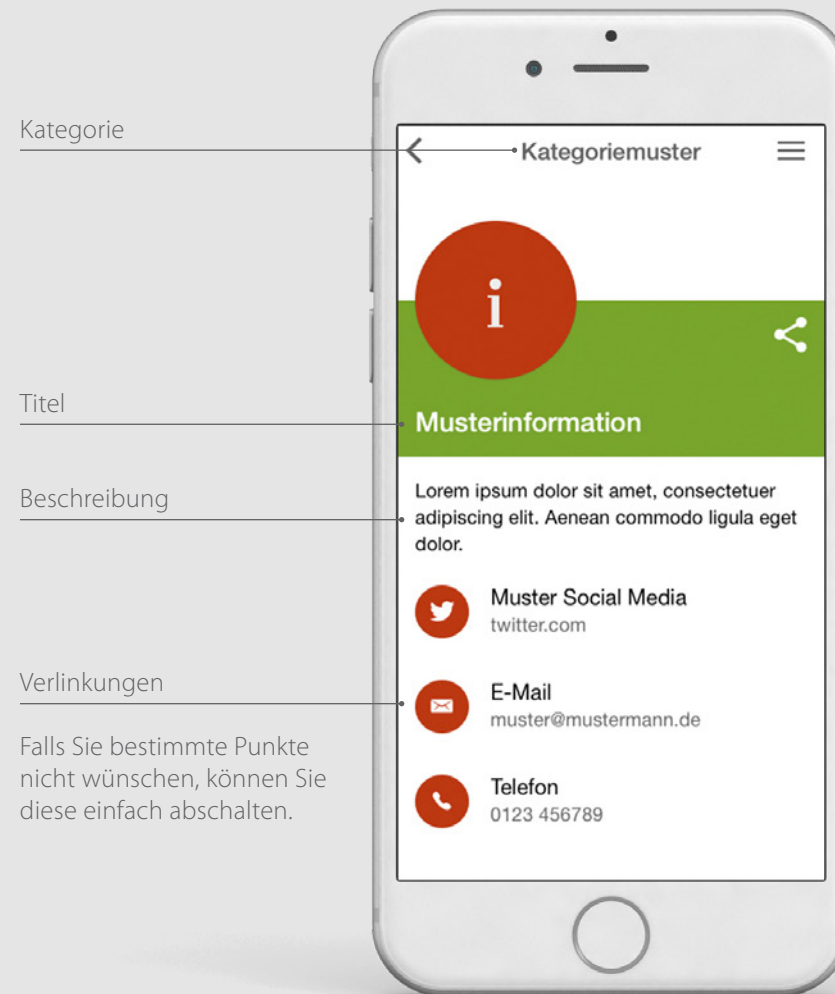 Kategorie
Kategoriemuster
i
Titel
Musterinformation
Beschreibung
Lorem ipsum dolor sit amet, consectetuer
adipiscing elit. Aenean commodo ligula eget
dolor.
Muster Social Media
twitter.com
Verlinkungen
E-Mail
muster@mustermann.de
Falls Sie bestimmte Punkte
nicht wünschen, können Sie
diese einfach abschalten.
Telefon
0123 456789